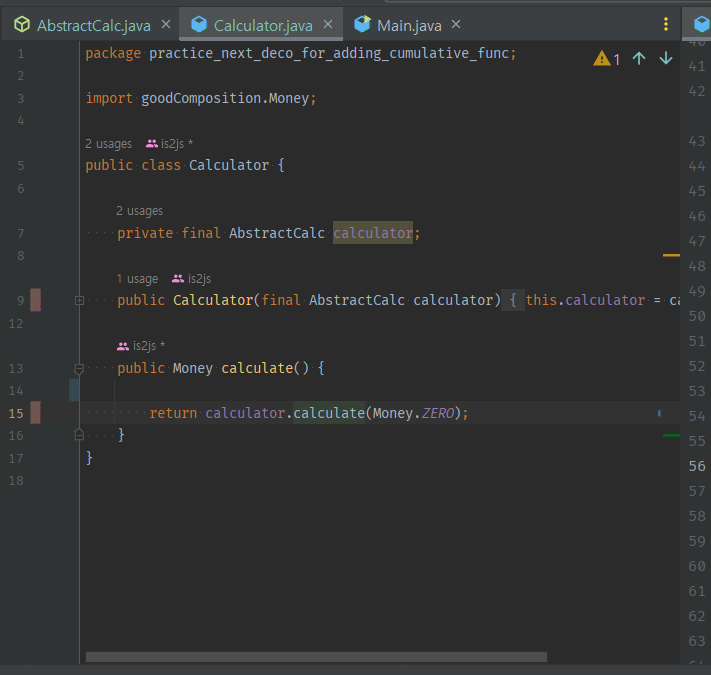 AbstractCalc.java
Calculator.java
Main.java
1 package practice_next_deco_for_adding_cumulative_func;
1
2
3 import goodComposition.Money;
4
2 usages is2js *
5 public class Calculator {
6
2 usages
7 private final AbstractCalc calculator;
8
1 usage is2js
9 public Calculator(final AbstractCalc calculator) { this.calculator = ca
12
is2js *
13 public Money calculate() {
14
15 return calculator.calculate(Money.ZERO);
16 }
17 }
18
40
41
42
43
44
45
46
47
48
49
50
51
52
53
54
55
56
57
58
59
60
61
62
63